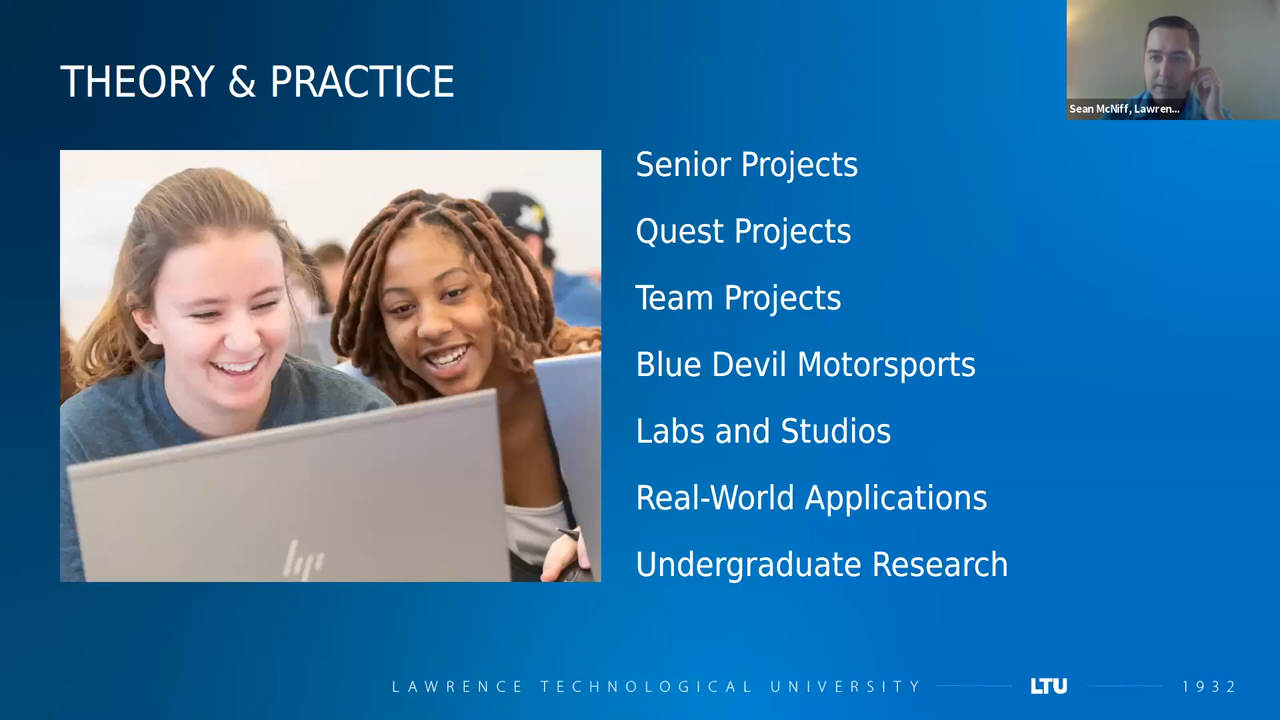 THEORY & PRACTICE
Sean McNiff, Lawren...
Senior Projects
Quest Projects
Team Projects
Blue Devil Motorsports
Labs and Studios
Real-World Applications
Undergraduate Research
hp
LAWRENCE TECHNOLOGICAL UNIVERSITY LTU 1932